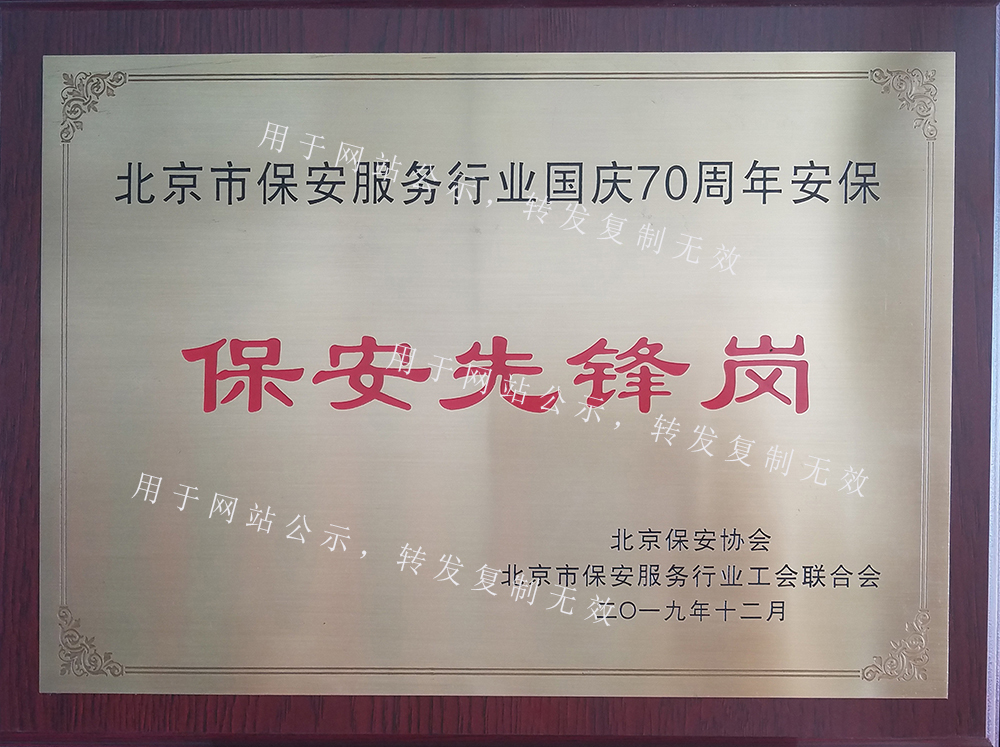 北京市保安服务行业国庆70周年安保
用于网站公示，转发复制无效
保安先锋岗
用于网站公示，转发复制无效
用于网站公示，转发复制无效
北京保安协会
北京市保安服务行业工会联合会
二〇一九年十二月